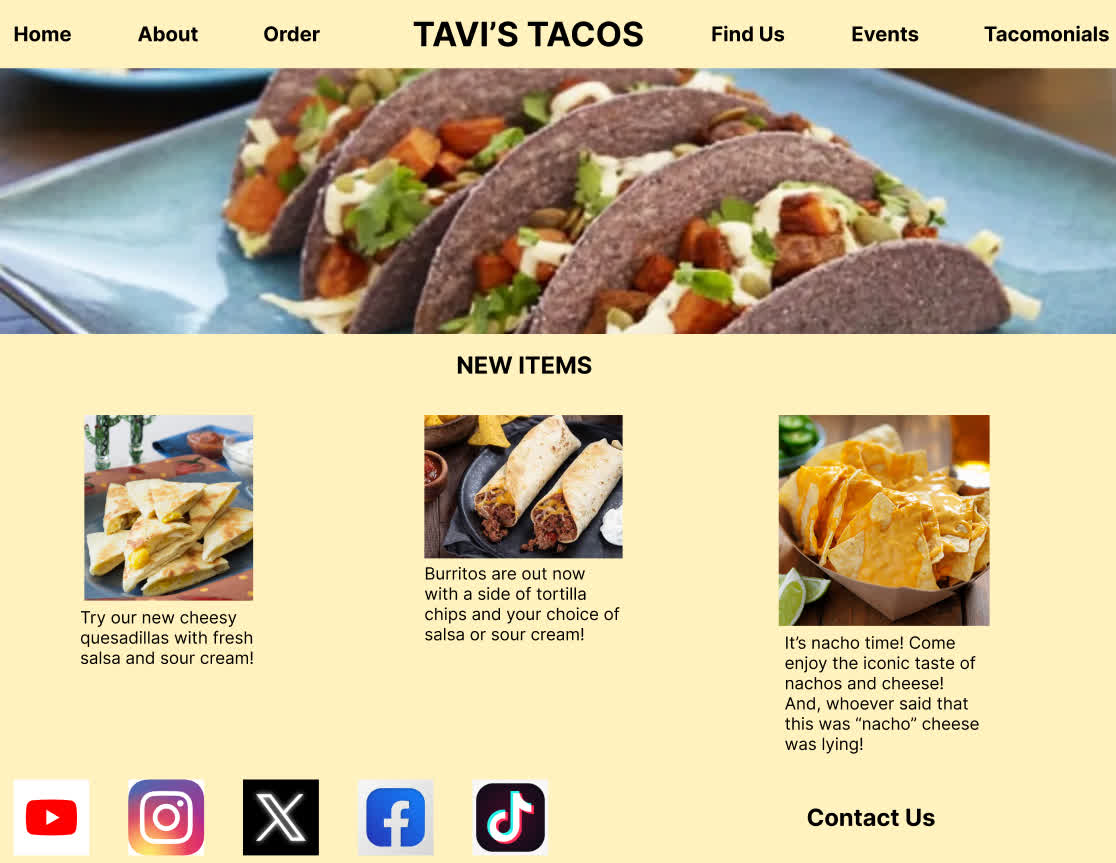 Home About Order TAVI’S TACOS Find Us Events Tacomonials
NEW ITEMS
Try our new cheesy
quesadillas with fresh
salsa and sour cream!
Burritos are out now
with a side of tortilla
chips and your choice of
salsa or sour cream!
It’s nacho time! Come
enjoy the iconic taste of
nachos and cheese!
And, whoever said that
this was “nacho” cheese
was lying!
Contact Us